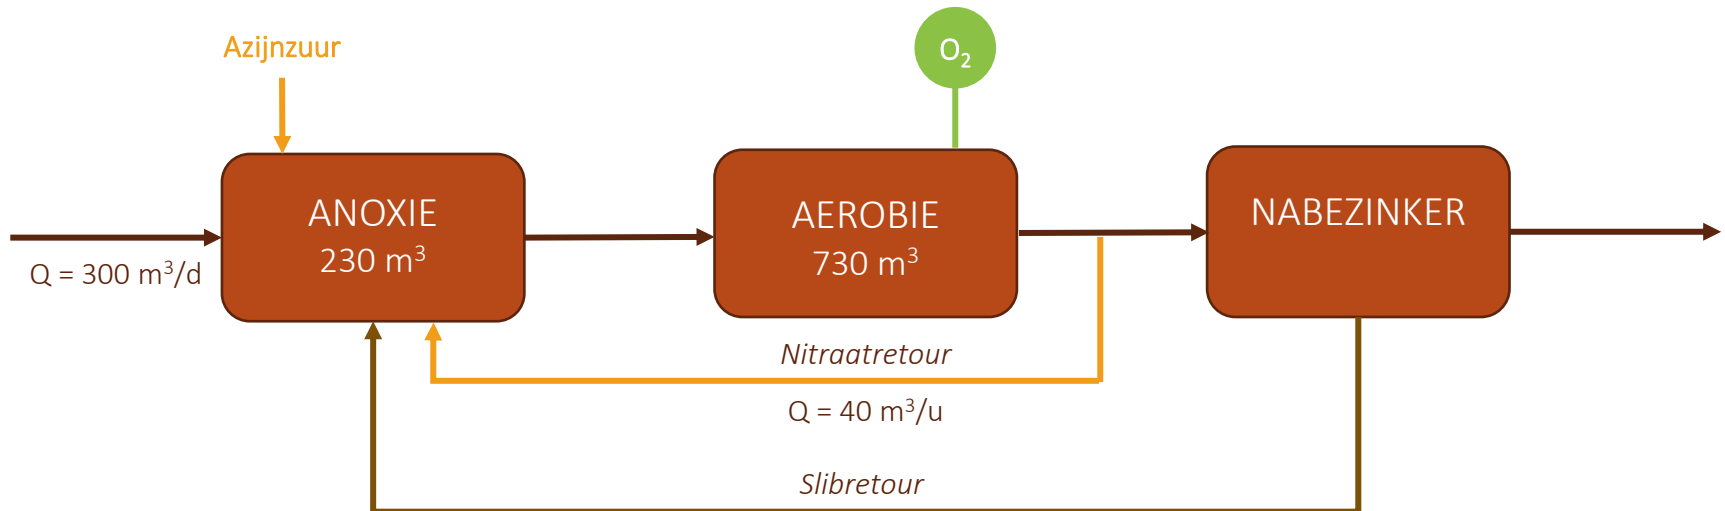 Azijnzuur
O₂
ANOXIE
230 m³
AEROBIE
730 m³
NABEZINKER
Q = 300 m³/d
Nitraatretour
Q = 40 m³/u
Slibretour